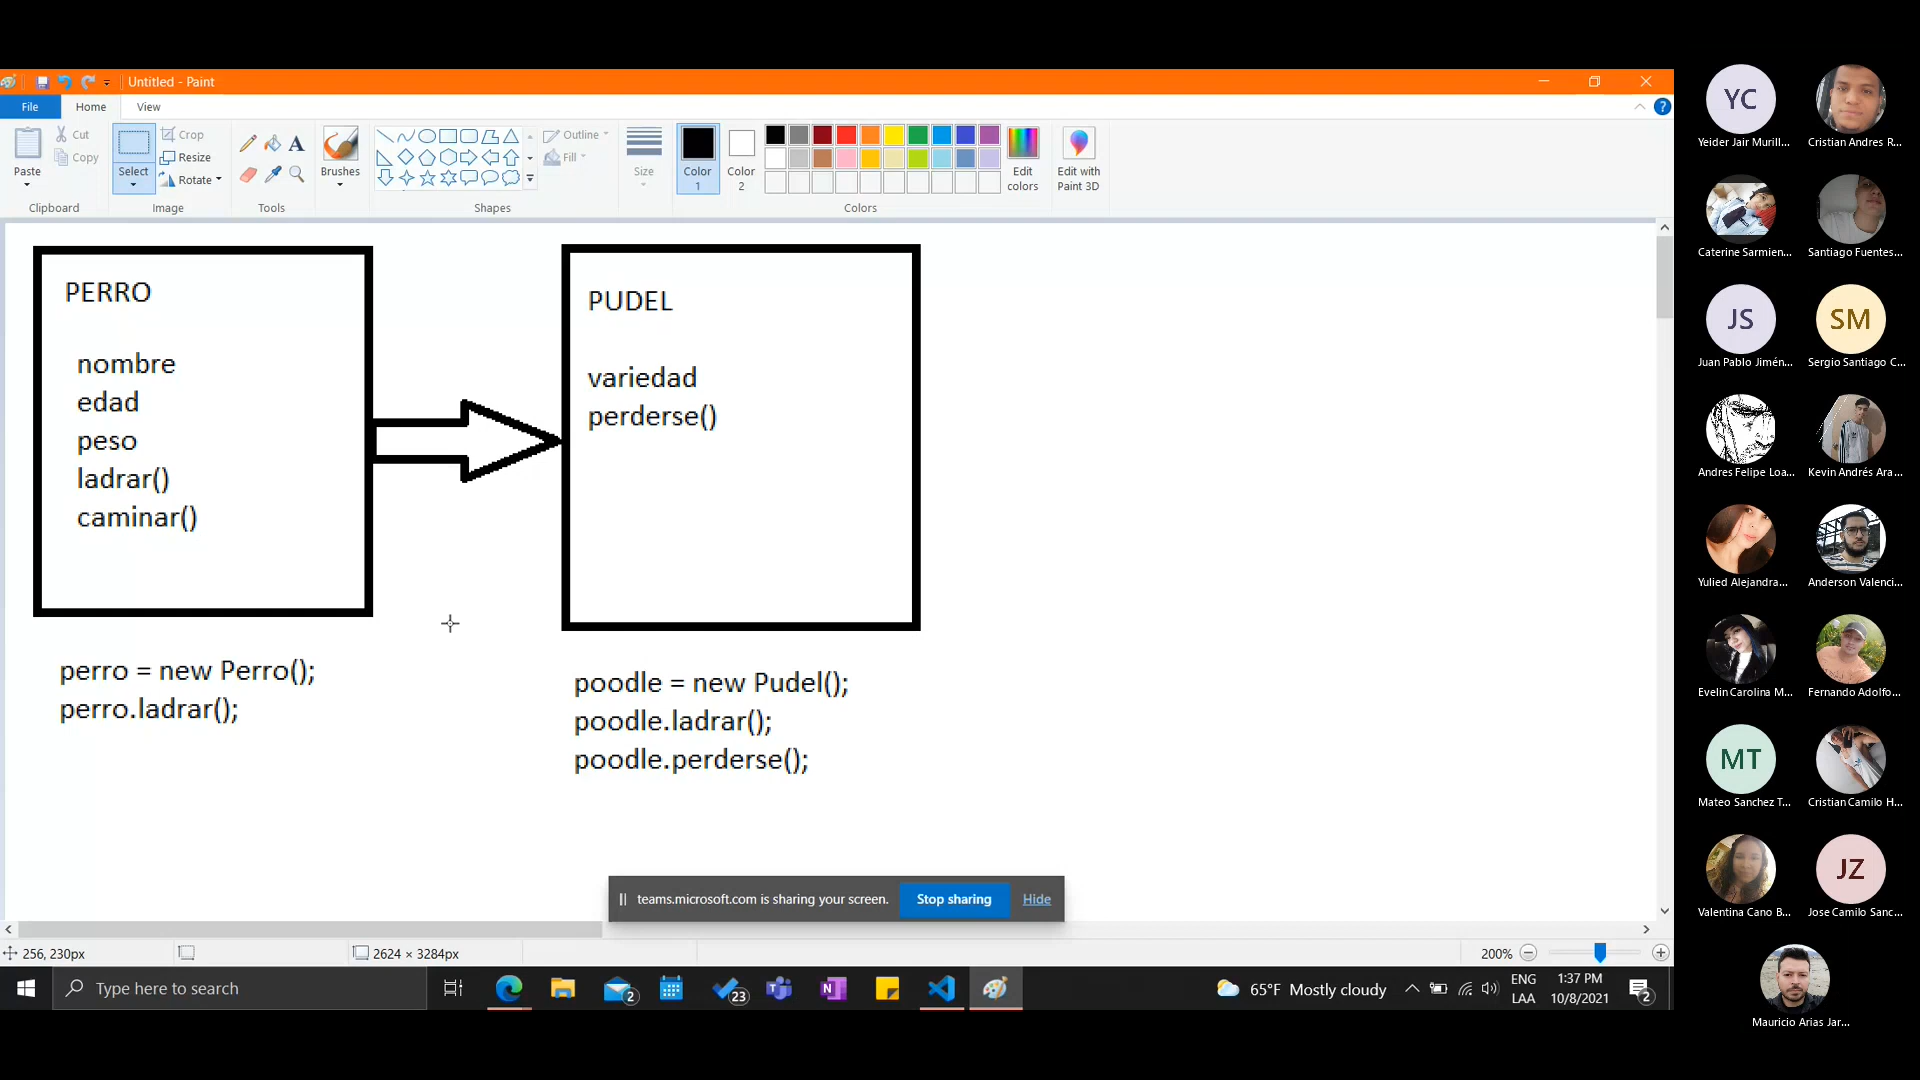 Untitled - Paint
File
Home
View
Paste
Cut
Copy
Clipboard
Select
Crop
Resize
Rotate
Image
Tools
Brushes
Shapes
Outline
Fill
Size
Color
1
Color
2
Edit
colors
Edit with
Paint 3D
Colors
PERRO
nombre
edad
peso
ladrar()
caminar()
PUDEL
variedad
perderse()
perro = new Perro();
perro.ladrar();
poodle = new Pudel();
poodle.ladrar();
poodle.perderse();
teams.microsoft.com is sharing your screen.
Stop sharing
Hide
256, 230px
2624 × 3284px
200%
Type here to search
2
23
65°F Mostly cloudy
ENG
LAA
1:37 PM
10/8/2021
2
YC
Yeider Jair Murill...
Cristian Andres R...
Caterine Sarmien...
Santiago Fuentes...
JS
Juan Pablo Jimén...
SM
Sergio Santiago C...
Andres Felipe Loa...
Kevin Andrés Ara...
Yulied Alejandra...
Anderson Valenci...
Evelin Carolina M...
Fernando Adolfo...
MT
Mateo Sanchez T...
Cristian Camilo H...
Valentina Cano B...
JZ
Jose Camilo Sanc...
Mauricio Arias Jar...